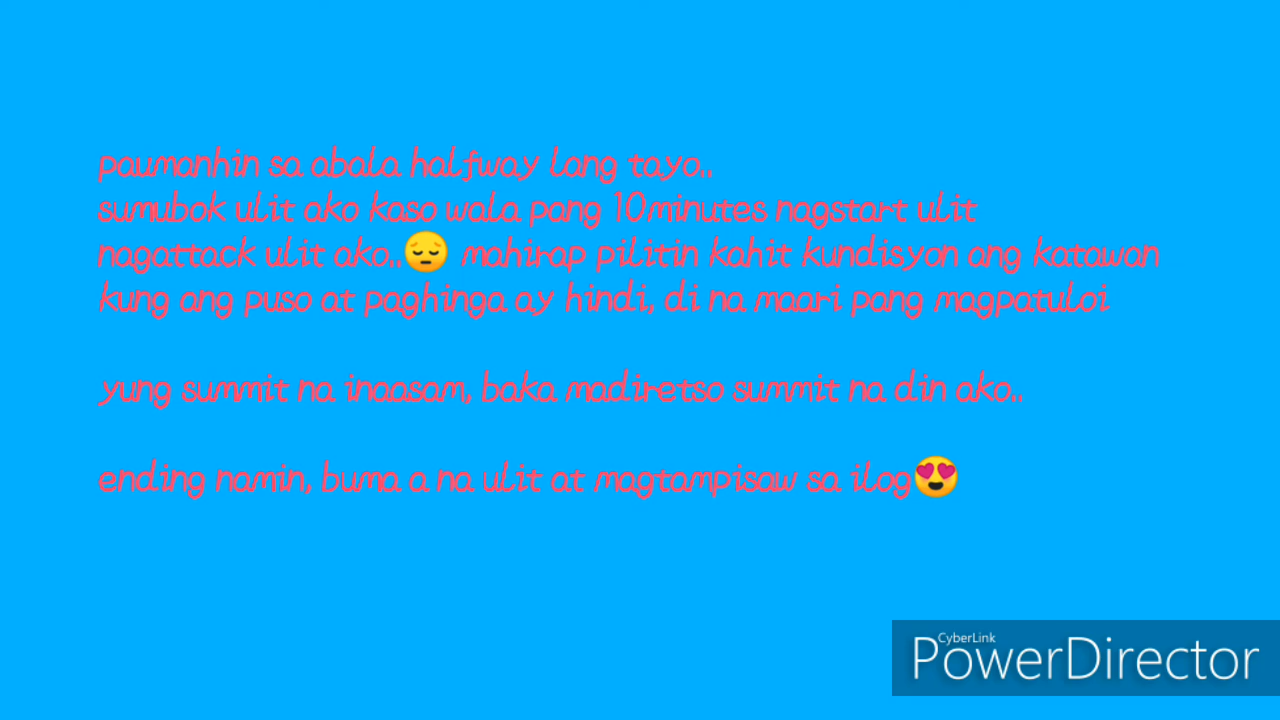 paumanhin sa abala halfway lang tayo..
sumubok ulit ako kaso wala pang 10minutes nagstart ulit
nagattack ulit ako..😔 mahirap pilitin kahit kundisyon ang katawan
kung ang puso at paghinga ay hindi, di na maari pang magpatuloi
yung summit na inaasam, baka madiretso summit na din ako..
ending namin, buma a na ulit at magtampisaw sa ilog😍
CyberLink
PowerDirector